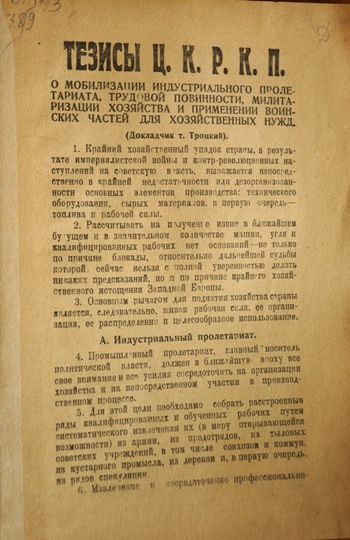 789
ТЕЗИСЫ Ц. К. Р. К. П.
О МОБИЛИЗАЦИИ ИНДУСТРИАЛЬНОГО ПРОЛЕ-
ТАРИАТА, ТРУДОВОЙ ПОВИННОСТИ, МИЛИТА-
РИЗАЦИИ ХОЗЯЙСТВА И ПРИМЕНЕНИИ ВОИН-
СКИХ ЧАСТЕЙ ДЛЯ ХОЗЯЙСТВЕННЫХ НУЖД.
(Докладчик т. Троцкий).
1. Крайний хозяйственный упадок страны, в резуль-
тате империалистской войны и контр-революционных на-
ступлений на советскую власть, выражается непосред-
ственно в крайней недостаточности или дезорганизован-
ности основных элементов производства: технического
оборудования, сырых материалов, в первую очередь—
топлива и рабочей силы.
2. Рассчитывать на получение извне в ближайшем
будущем и в значительном количестве машин, угля и
квалифицированных рабочих нет оснований—не только
по причине блокады, относительно дальнейшей судьбы
которой сейчас нельзя с полной уверенностью делать
никаких предсказаний, но и по причине крайнего хозяй-
ственного истощения Западной Европы.
3. Основным рычагом для поднятия хозяйства страны
является, следовательно, живая рабочая сила, ее органи-
зация, ее распределение и целесообразное использование.
А. Индустриальный пролетариат.
4. Промышленный пролетариат, главный носитель
политической власти, должен в ближайшую эпоху все
свое внимание и все усилия сосредоточить на организации
хозяйства и на непосредственном участии в производ-
ственном процессе.
5. Для этой цели необходимо собрать расстроенные
ряды квалифицированных и обученных рабочих путем
систематического извлечения их (в меру открывающейся
возможности) из армии, из продотрядов, из тыловых
советских учреждений, в том числе совхозов и коммун,
из кустарного промысла, из деревни и, в первую очередь,
из рядов спекуляции.
6. Извлечение и сосредоточение профессионально-